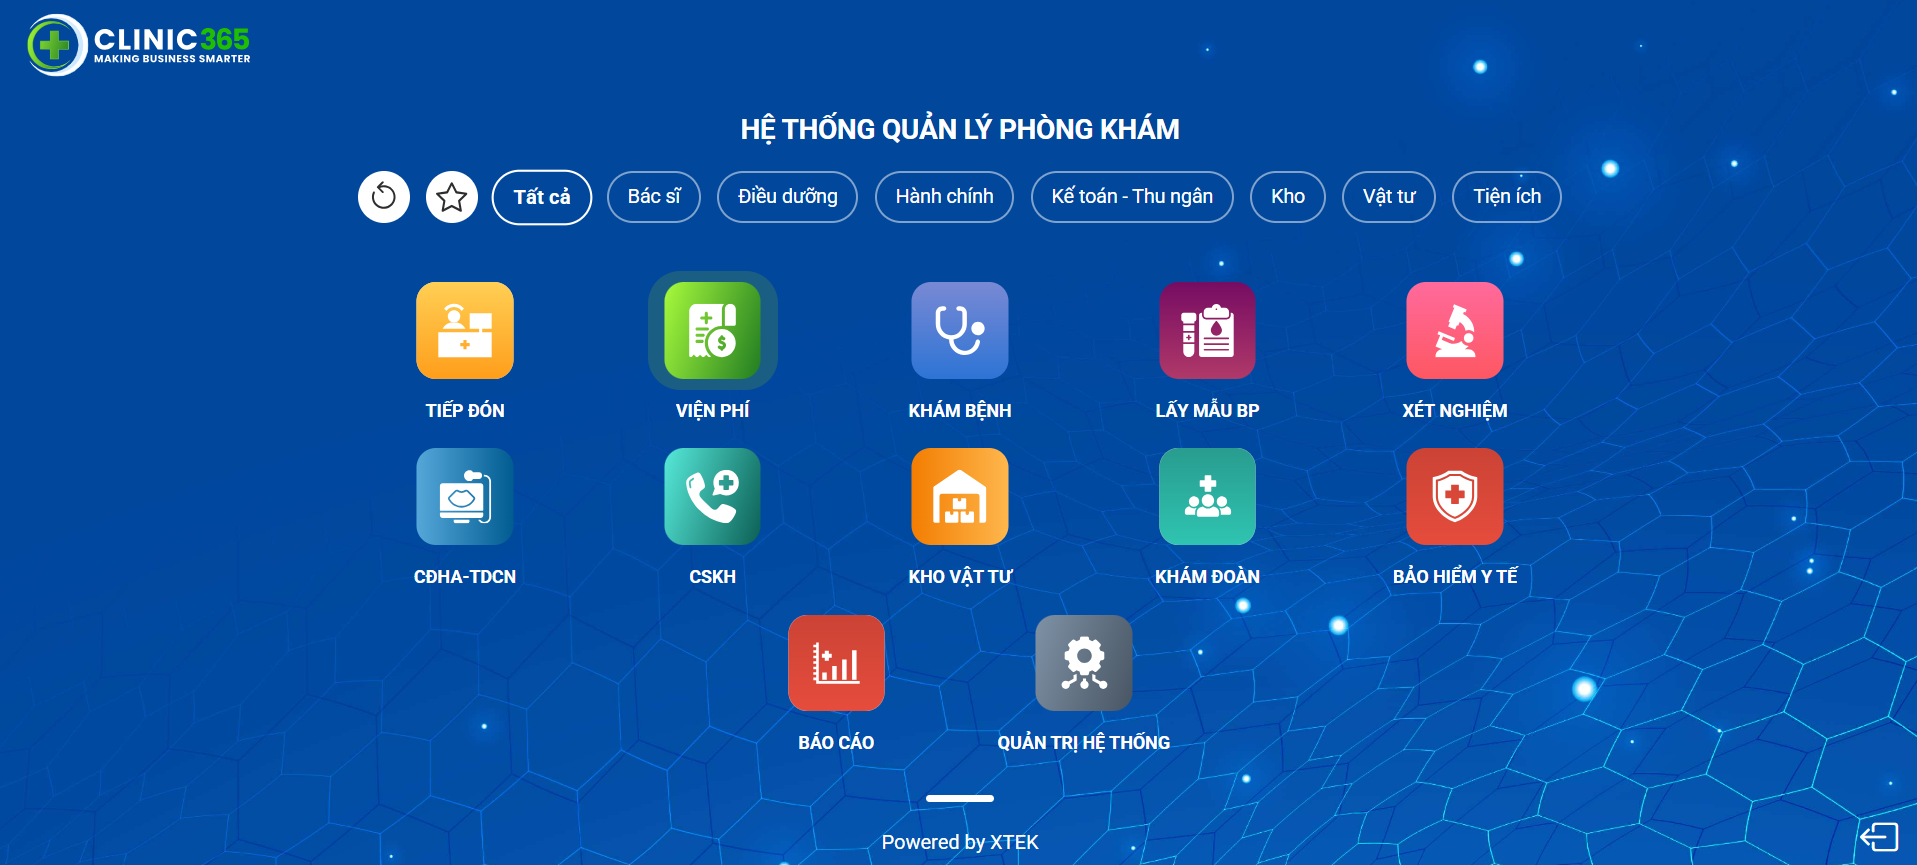 CLINIC 365
MAKING BUSINESS SMARTER
HỆ THỐNG QUẢN LÝ PHÒNG KHÁM
Tất cả
Bác sĩ
Điều dưỡng
Hành chính
Kế toán - Thu ngân
Kho
Vật tư
Tiện ích
TIẾP ĐÓN
VIỆN PHÍ
KHÁM BỆNH
LẤY MẪU BP
XÉT NGHIỆM
CĐHA-TDCN
CSKH
KHO VẬT TƯ
KHÁM ĐOÀN
BẢO HIỂM Y TẾ
BÁO CÁO
QUẢN TRỊ HỆ THỐNG
Powered by XTEK